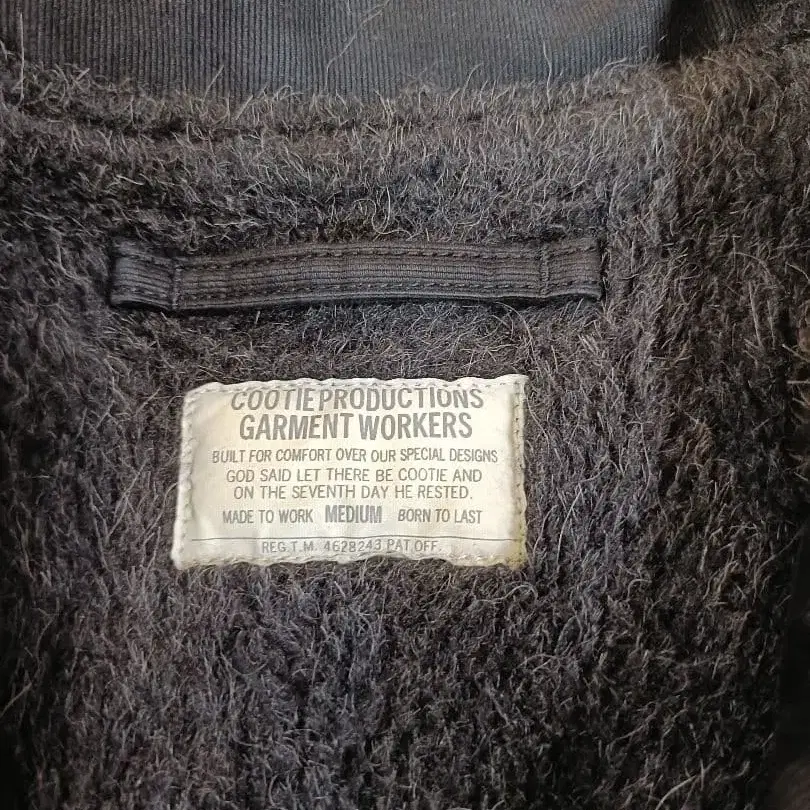 COOTIE PRODUCTIONS
GARMENT WORKERS
BUILT FOR COMFORT OVER OUR SPECIAL DESIGNS
GOD SAID LET THERE BE COOTIE AND
ON THE SEVENTH DAY HE RESTED.
MADE TO WORK MEDIUM BORN TO LAST
REG.T.M. 4628243 PAT.OFF.